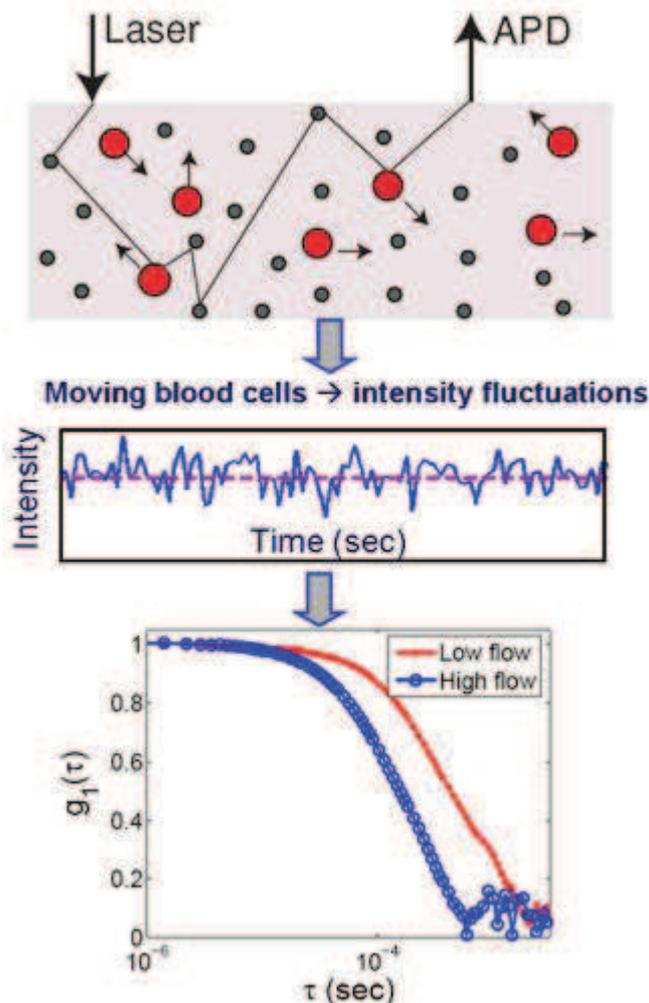 Laser
APD
Moving blood cells → intensity fluctuations
Intensity
Time (sec)
Low flow
High flow
g₁(τ)
1
0.8
0.6
0.4
0.2
0
10⁻⁶
10⁻⁴
τ (sec)